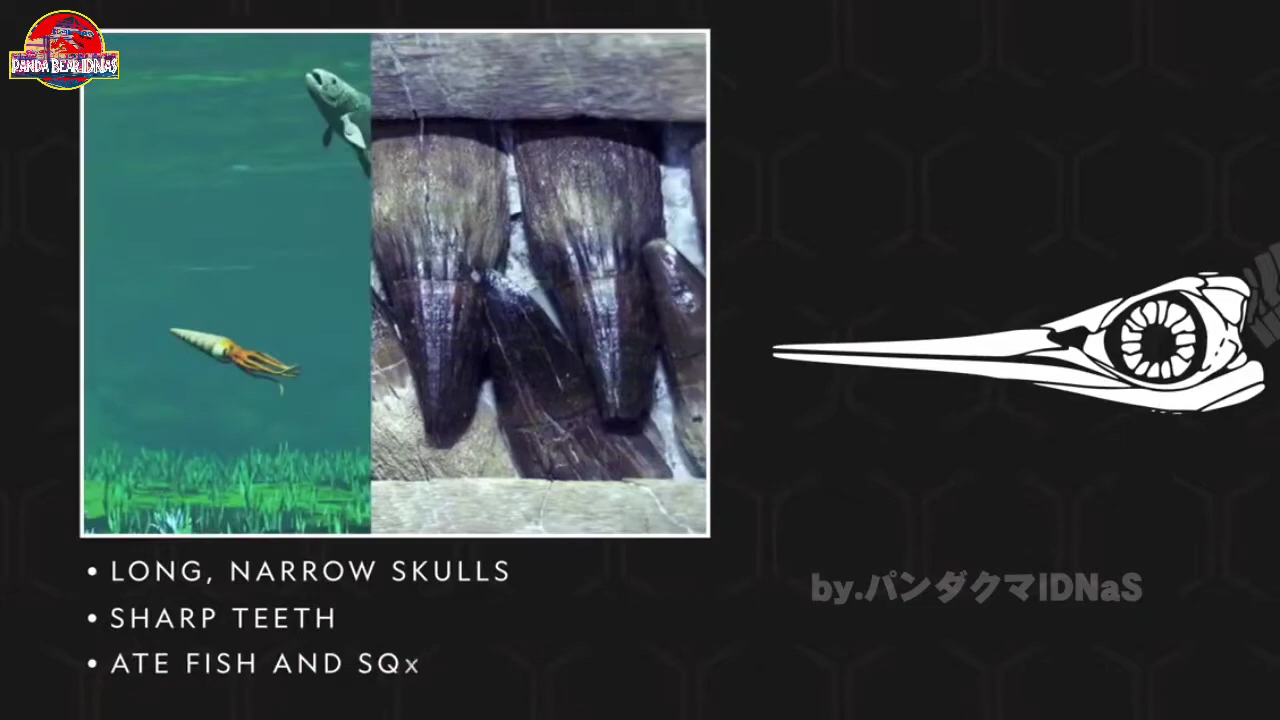 PANDA BEAR IDNAS
• LONG, NARROW SKULLS
• SHARP TEETH
• ATE FISH AND SQx
by.パンダクマIDNaS